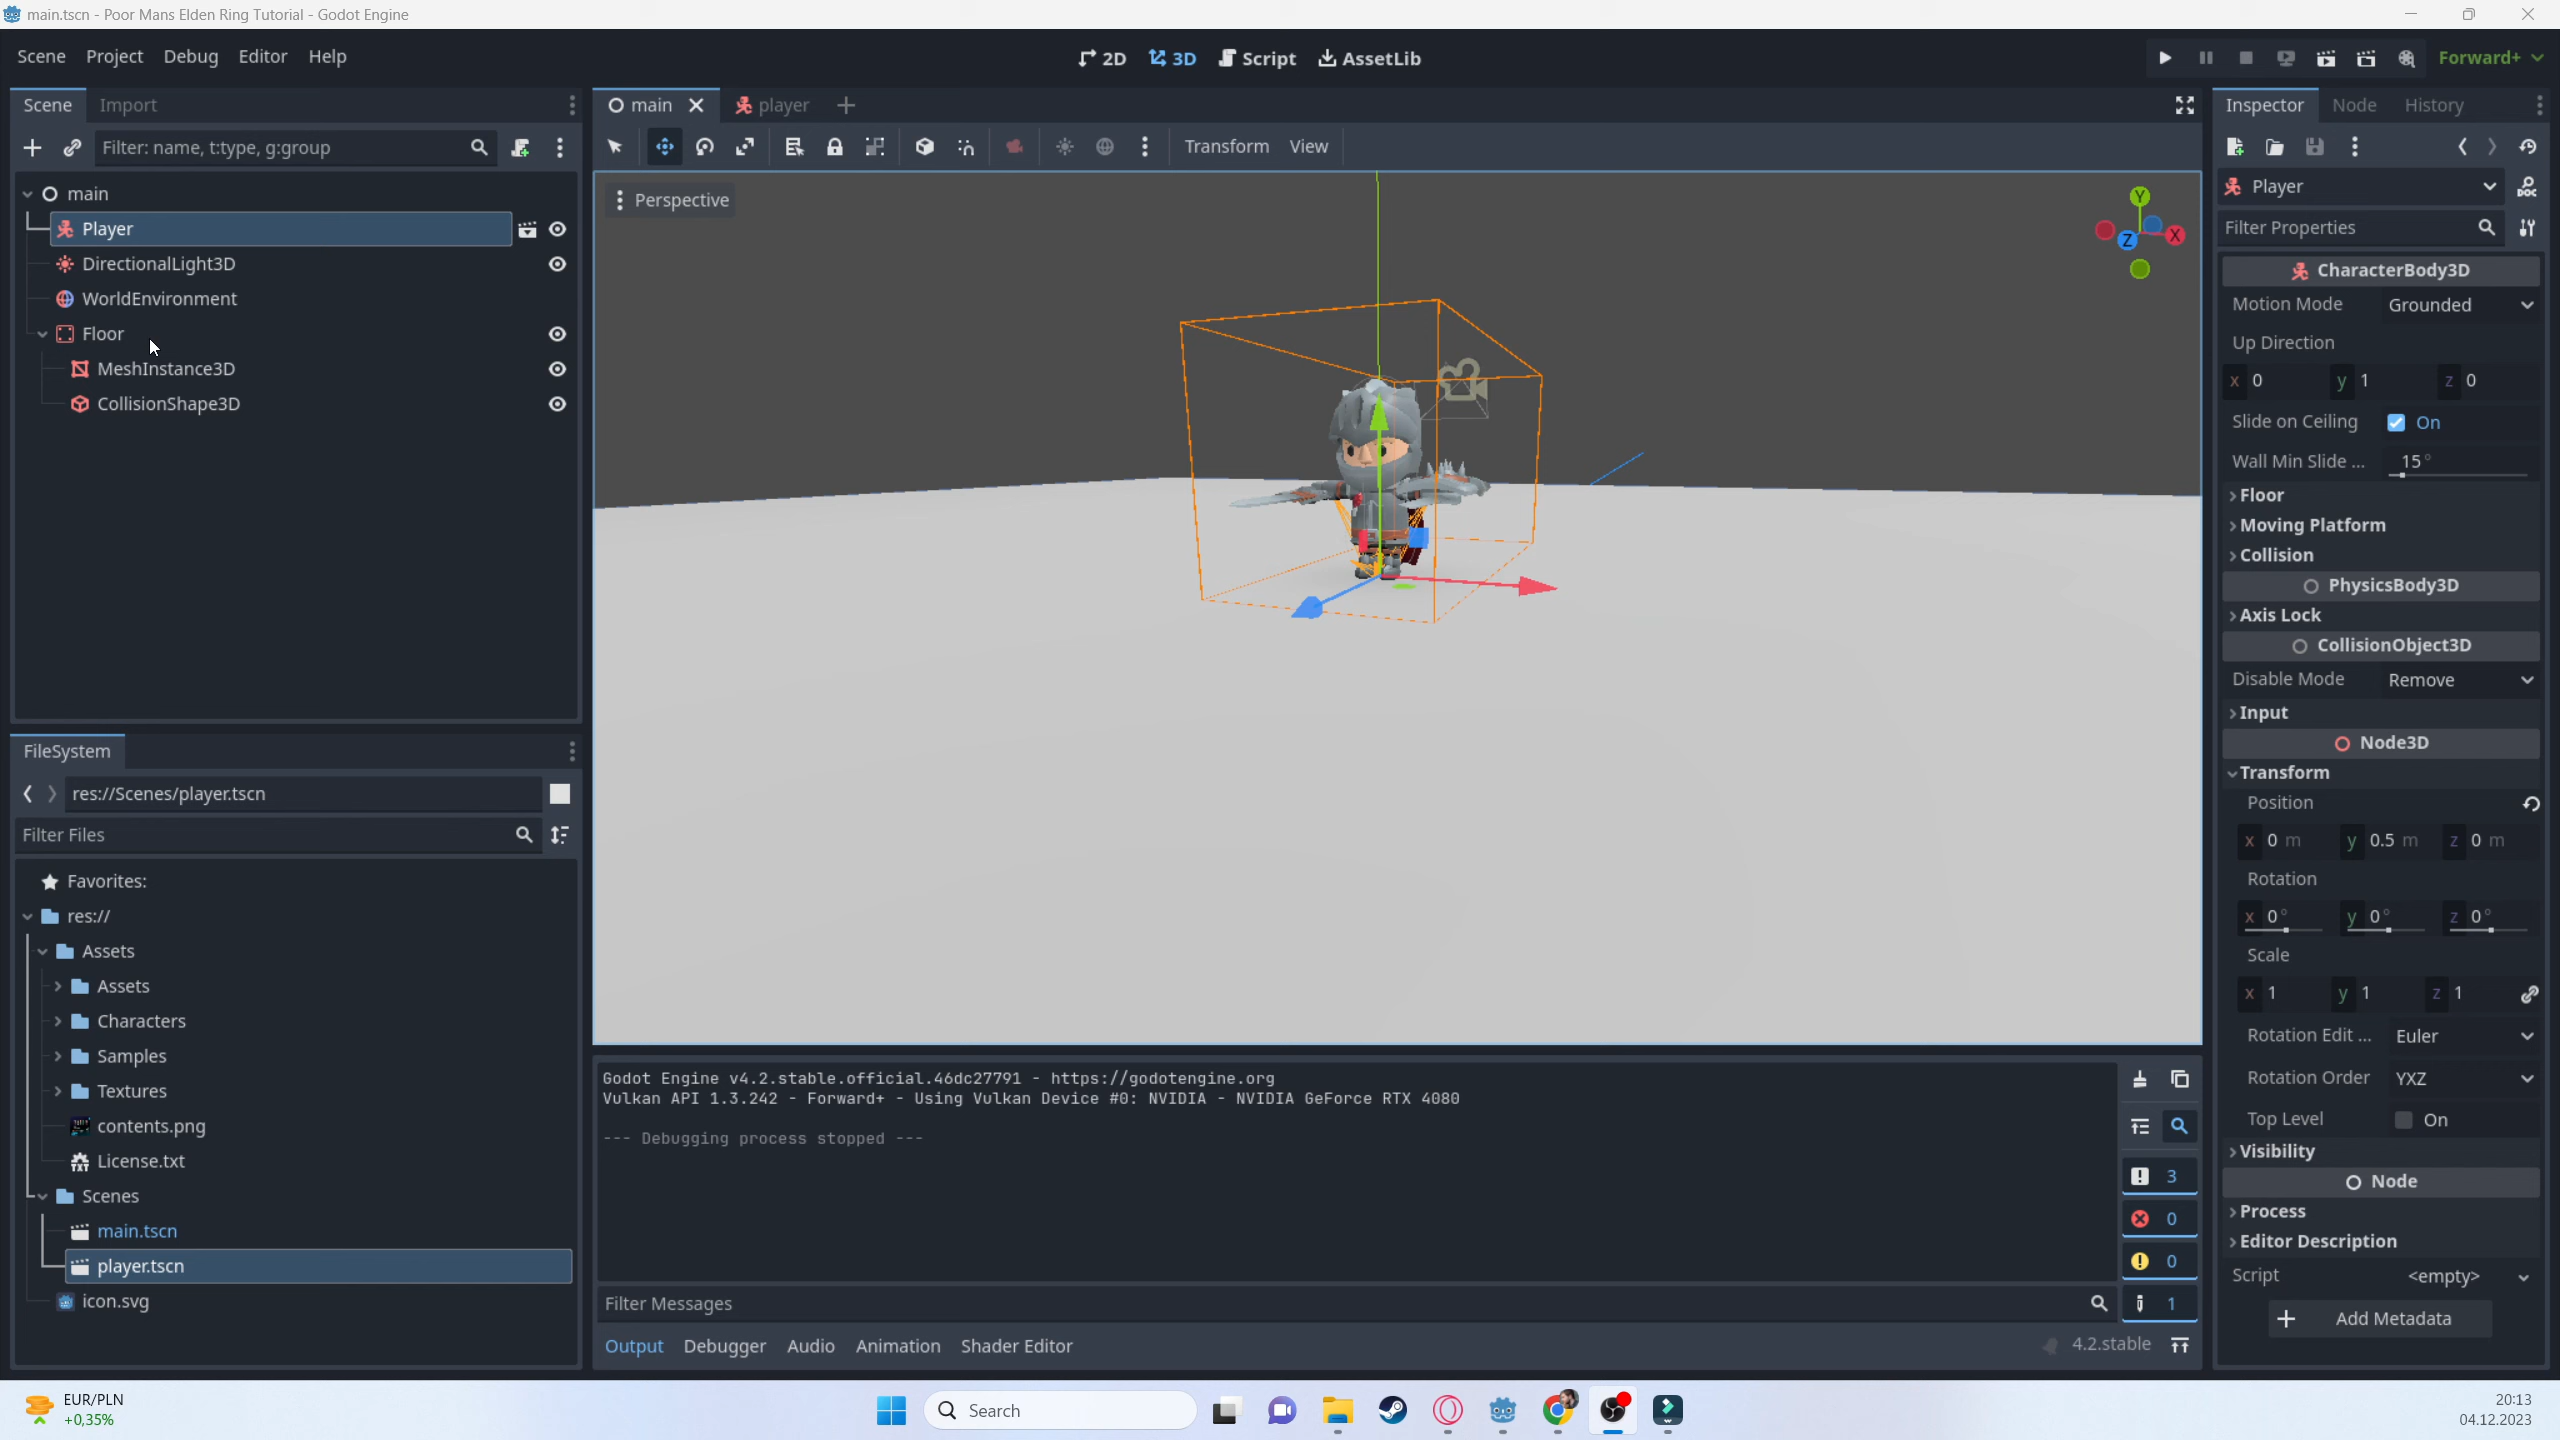 main.tscn - Poor Mans Elden Ring Tutorial - Godot Engine
Scene Project Debug Editor Help
2D 3D Script AssetLib
Forward+
Scene Import
main player
Inspector Node History
Filter: name, t:type, g:group
Transform View
main
Player
DirectionalLight3D
WorldEnvironment
Floor
MeshInstance3D
CollisionShape3D
Perspective
Y
X
Z
Player
Filter Properties
CharacterBody3D
Motion Mode Grounded
Up Direction
x 0 y 1 z 0
Slide on Ceiling On
Wall Min Slide ... 15°
Floor
Moving Platform
Collision
PhysicsBody3D
Axis Lock
CollisionObject3D
Disable Mode Remove
Input
Node3D
Transform
Position
x 0 m y 0.5 m z 0 m
Rotation
x 0° y 0° z 0°
Scale
x 1 y 1 z 1
Rotation Edit ... Euler
Rotation Order YXZ
Top Level On
Visibility
Node
Process
Editor Description
Script <empty>
Add Metadata
FileSystem
res://Scenes/player.tscn
Filter Files
Favorites:
res://
Assets
Assets
Characters
Samples
Textures
contents.png
License.txt
Scenes
main.tscn
player.tscn
icon.svg
Godot Engine v4.2.stable.official.46dc27791 - https://godotengine.org
Vulkan API 1.3.242 - Forward+ - Using Vulkan Device #0: NVIDIA - NVIDIA GeForce RTX 4080
--- Debugging process stopped ---
3
0
0
1
Filter Messages
Output Debugger Audio Animation Shader Editor
4.2.stable
EUR/PLN
+0,35%
Search
20:13
04.12.2023